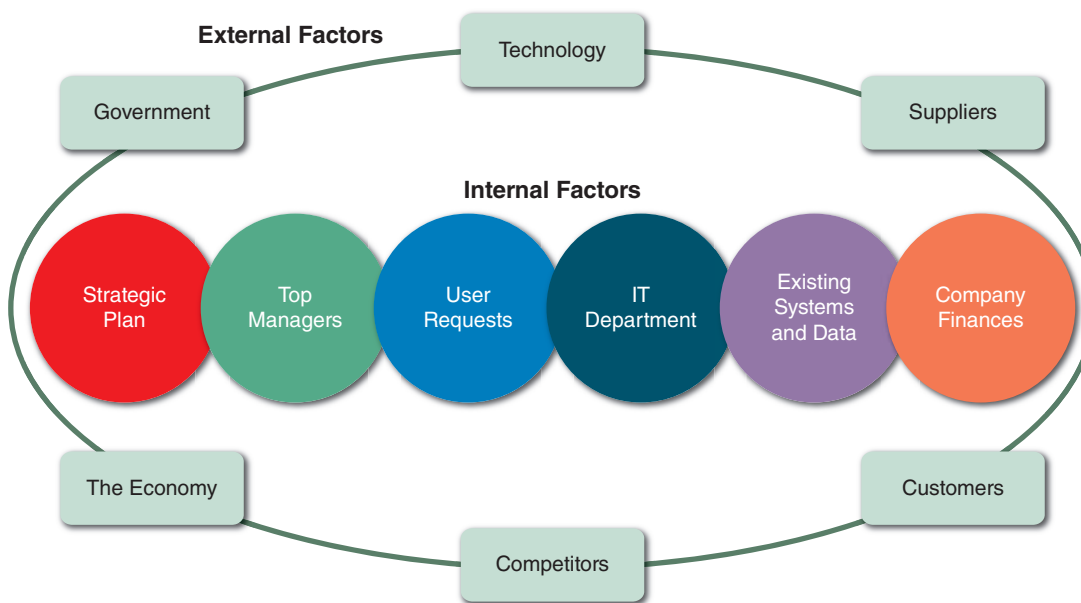 External Factors
Technology
Government
Suppliers
Internal Factors
Strategic
Plan
Top
Managers
User
Requests
IT
Department
Existing
Systems
and Data
Company
Finances
The Economy
Customers
Competitors